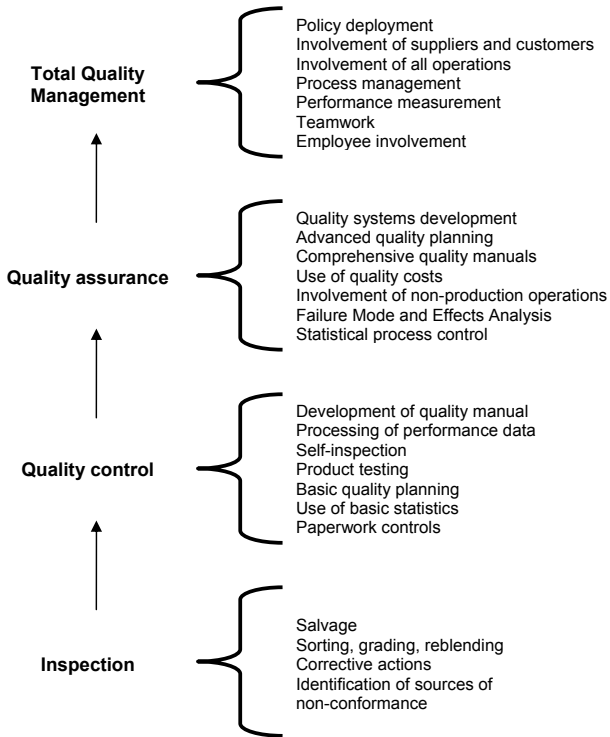 Total Quality
Management
Policy deployment
Involvement of suppliers and customers
Involvement of all operations
Process management
Performance measurement
Teamwork
Employee involvement
Quality assurance
Quality systems development
Advanced quality planning
Comprehensive quality manuals
Use of quality costs
Involvement of non-production operations
Failure Mode and Effects Analysis
Statistical process control
Quality control
Development of quality manual
Processing of performance data
Self-inspection
Product testing
Basic quality planning
Use of basic statistics
Paperwork controls
Inspection
Salvage
Sorting, grading, reblending
Corrective actions
Identification of sources of
non-conformance